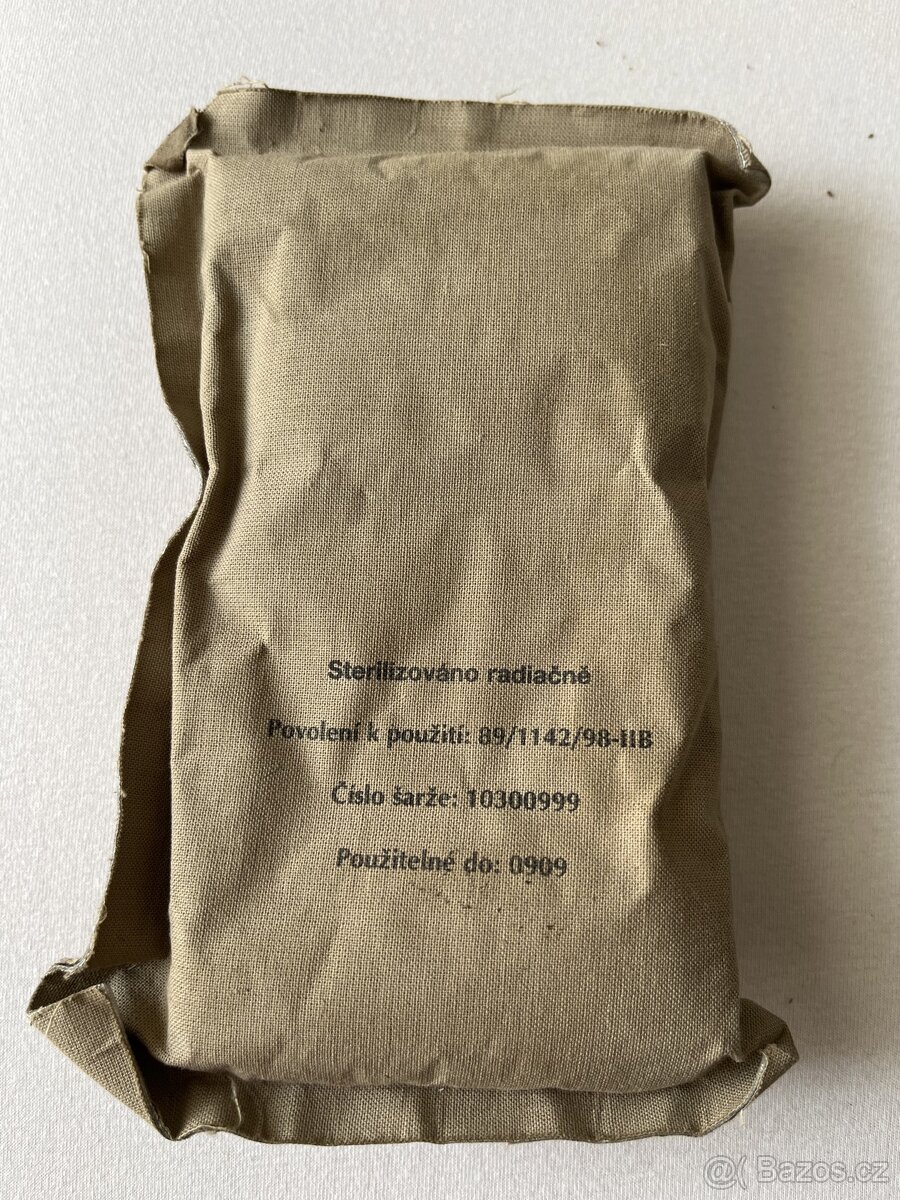 Sterilizováno radiačně
Povolení k použití: 89/1142/98-IIB
Číslo šarže: 10300999
Použitelné do: 0909
@( Bazos.cz